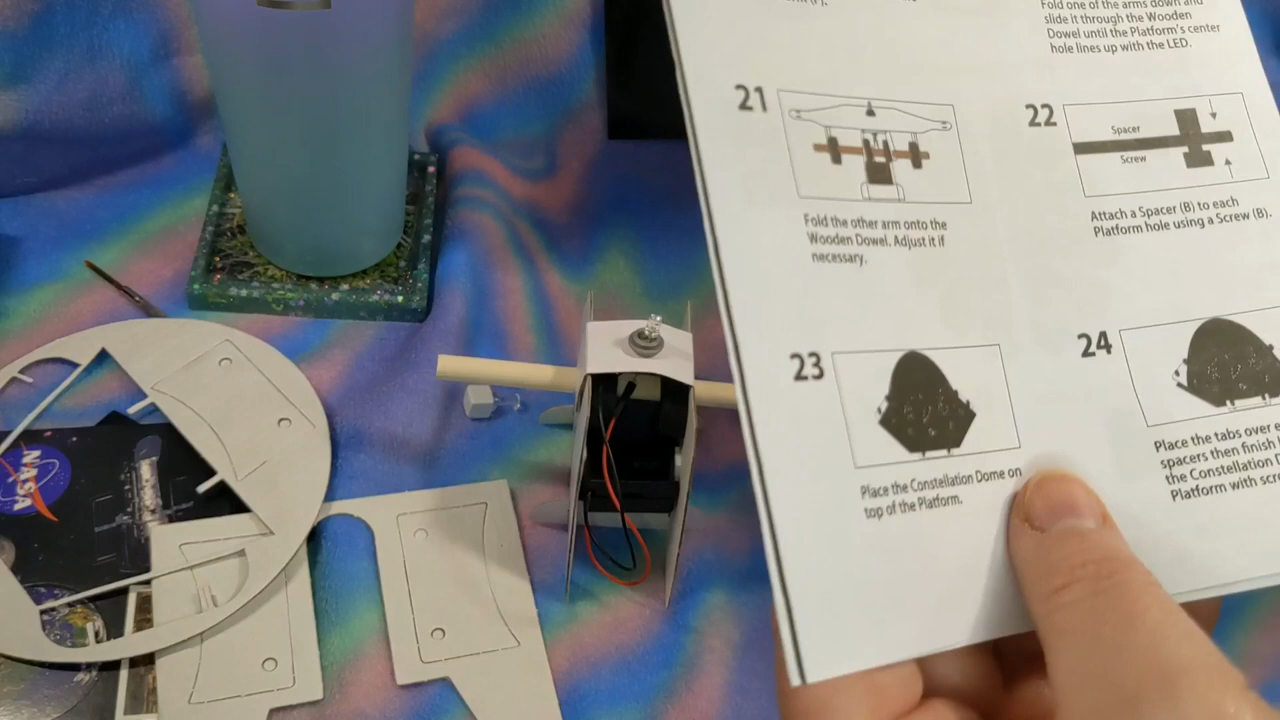 Fold one of the arms down and
slide it through the Wooden
Dowel until the Platform's center
hole lines up with the LED.
21
22
Spacer
Screw
Fold the other arm onto the
Wooden Dowel. Adjust it if
necessary.
Attach a Spacer (B) to each
Platform hole using a Screw (B).
23
24
Place the Constellation Dome on
top of the Platform.
Place the tabs over
spacers then finish
the Constellation
Platform with
NASA